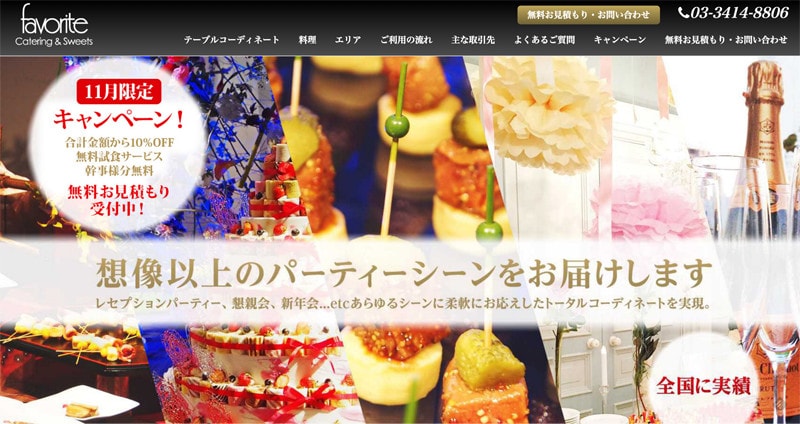 favorite
Catering & Sweets
無料お見積もり・お問い合わせ
03-3414-8806
テーブルコーディネート 料理 エリア ご利用の流れ 主な取引先 よくあるご質問 キャンペーン 無料お見積もり・お問い合わせ
11月限定
キャンペーン！
合計金額から10%OFF
無料試食サービス
幹事様分無料
無料お見積もり
受付中！
想像以上のパーティーシーンをお届けします
レセプションパーティー、懇親会、新年会...etcあらゆるシーンに柔軟にお応えしたトータルコーディネートを実現。
全国に実績